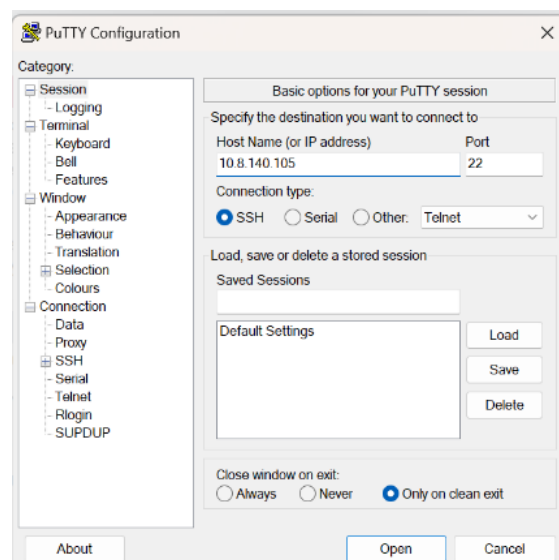 PuTTY Configuration
Category:
Session
Logging
Terminal
Keyboard
Bell
Features
Window
Appearance
Behaviour
Translation
Selection
Colours
Connection
Data
Proxy
SSH
Serial
Telnet
Rlogin
SUPDUP
Basic options for your PuTTY session
Specify the destination you want to connect to
Host Name (or IP address) Port
10.8.140.105 22
Connection type:
SSH Serial Other: Telnet
Load, save or delete a stored session
Saved Sessions
Default Settings
Load
Save
Delete
Close window on exit:
Always Never Only on clean exit
About Open Cancel